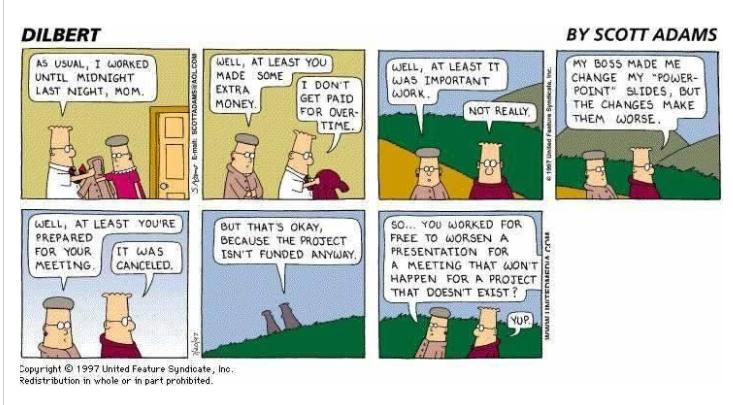 DILBERT
BY SCOTT ADAMS
AS USUAL, I WORKED
UNTIL MIDNIGHT
LAST NIGHT, MOM.
E-mail: SCOTTADAMS@AOL.COM
WELL, AT LEAST YOU
MADE SOME
EXTRA
MONEY.
I DON'T
GET PAID
FOR OVER-
TIME.
WELL, AT LEAST IT
WAS IMPORTANT
WORK.
NOT REALLY.
© 1997 United Feature Syndicate, Inc.
MY BOSS MADE ME
CHANGE MY "POWER-
POINT" SLIDES, BUT
THE CHANGES MAKE
THEM WORSE.
WELL, AT LEAST YOU'RE
PREPARED
FOR YOUR
MEETING.
IT WAS
CANCELED.
BUT THAT'S OKAY,
BECAUSE THE PROJECT
ISN'T FUNDED ANYWAY.
SO... YOU WORKED FOR
FREE TO WORSEN A
PRESENTATION FOR
A MEETING THAT WON'T
HAPPEN FOR A PROJECT
THAT DOESN'T EXIST?
YUP.
WWW.UNITEDMEDIA.COM
Copyright © 1997 United Feature Syndicate, Inc.
Redistribution in whole or in part prohibited.